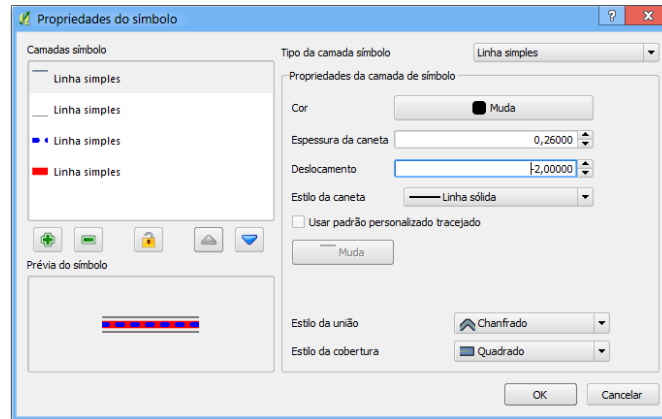 Propriedades do símbolo
?
Camadas símbolo
Linha simples
Linha simples
Linha simples
Linha simples
Prévia do símbolo
Tipo da camada símbolo
Linha simples
Propriedades da camada de símbolo
Cor
Muda
Espessura da caneta
0,26000
Deslocamento
-2,00000
Estilo da caneta
Linha sólida
Usar padrão personalizado tracejado
Muda
Estilo da união
Chanfrado
Estilo da cobertura
Quadrado
OK
Cancelar